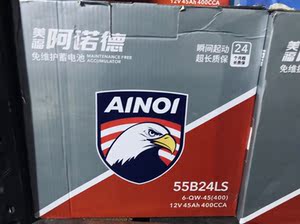 12V 45Ah 400CCA
美
阿诺德
免维护蓄电池
MAINTENANCE FREE
ACCUMULATOR
瞬间起动
超长质保
24
AINOI
55B24LS
6-QW-45(400)
12V 45Ah 400CCA